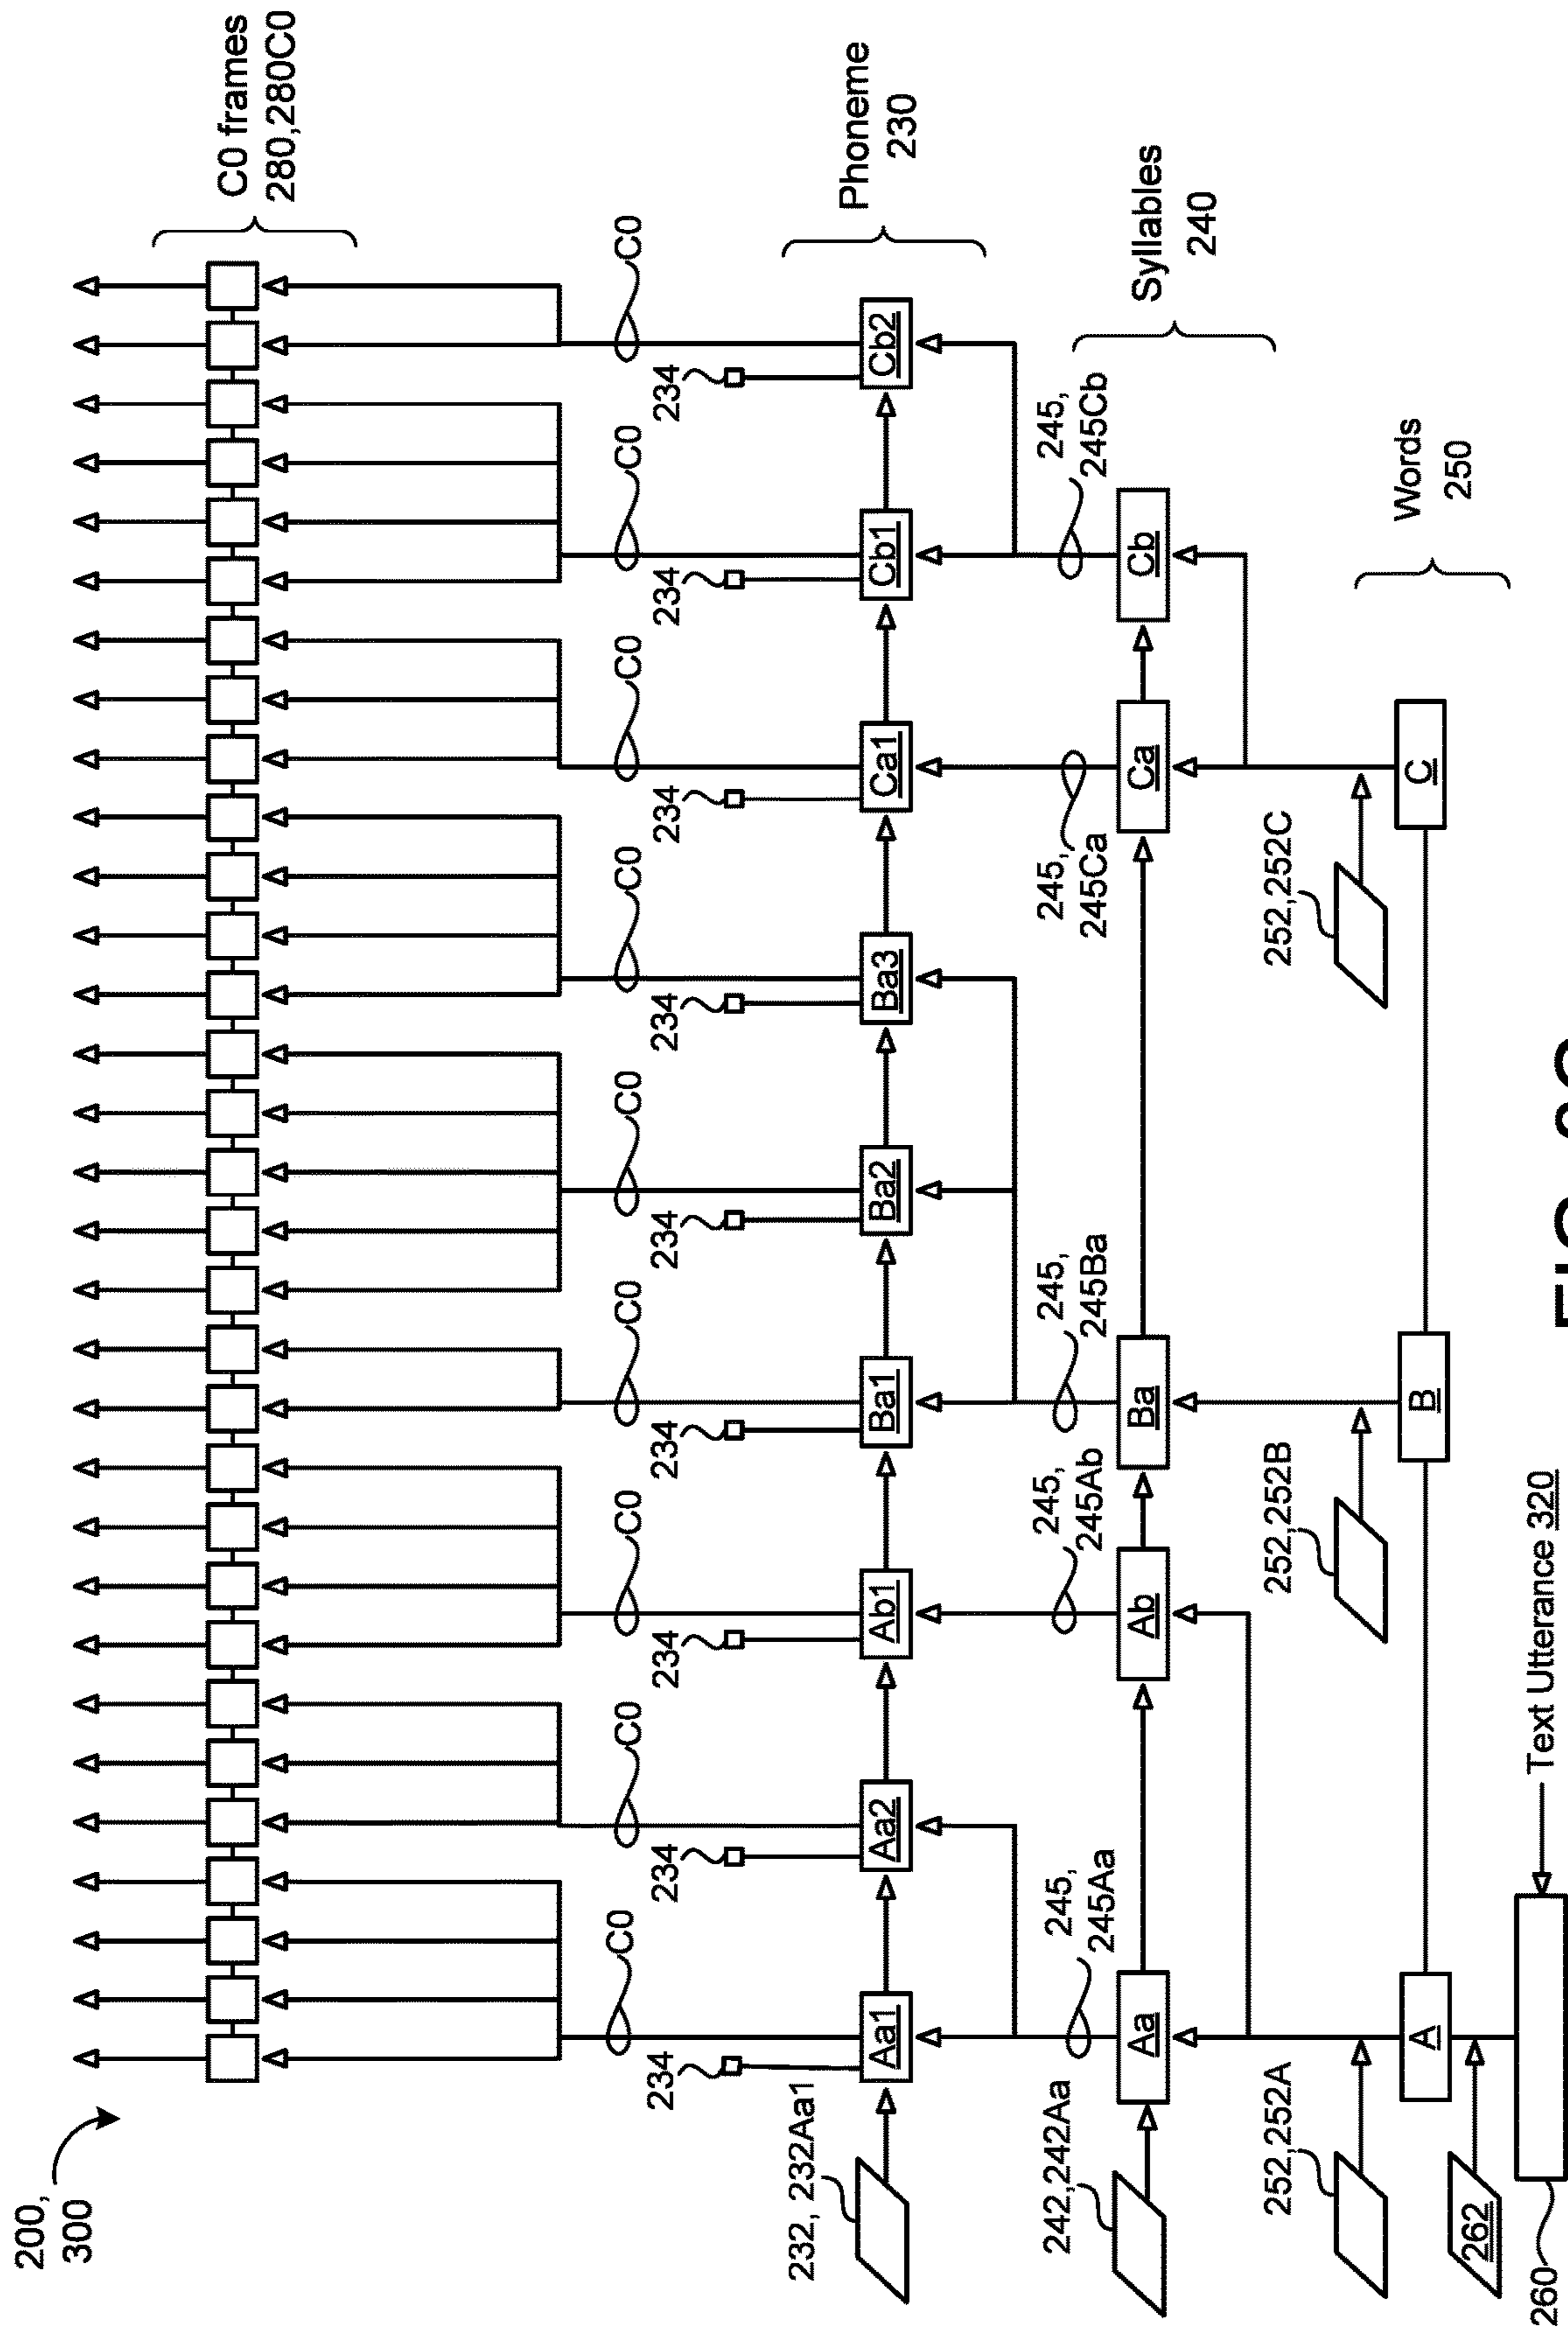 200,
300
C0 frames
280,280C0
C0 C0 C0 C0 C0 C0 C0 C0 C0
234 234 234 234 234 234 234 234 234
232, 232Aa1
Aa1 Aa2 Ab1 Ba1 Ba2 Ba3 Ca1 Cb1 Cb2
Phoneme
230
245,
245Aa
245,
245Ab
245,
245Ba
245,
245Ca
245,
245Cb
242,242Aa
Aa Ab Ba Ca Cb
Syllables
240
252,252A
252,252B
252,252C
A B C
Words
250
262
260
Text Utterance 320